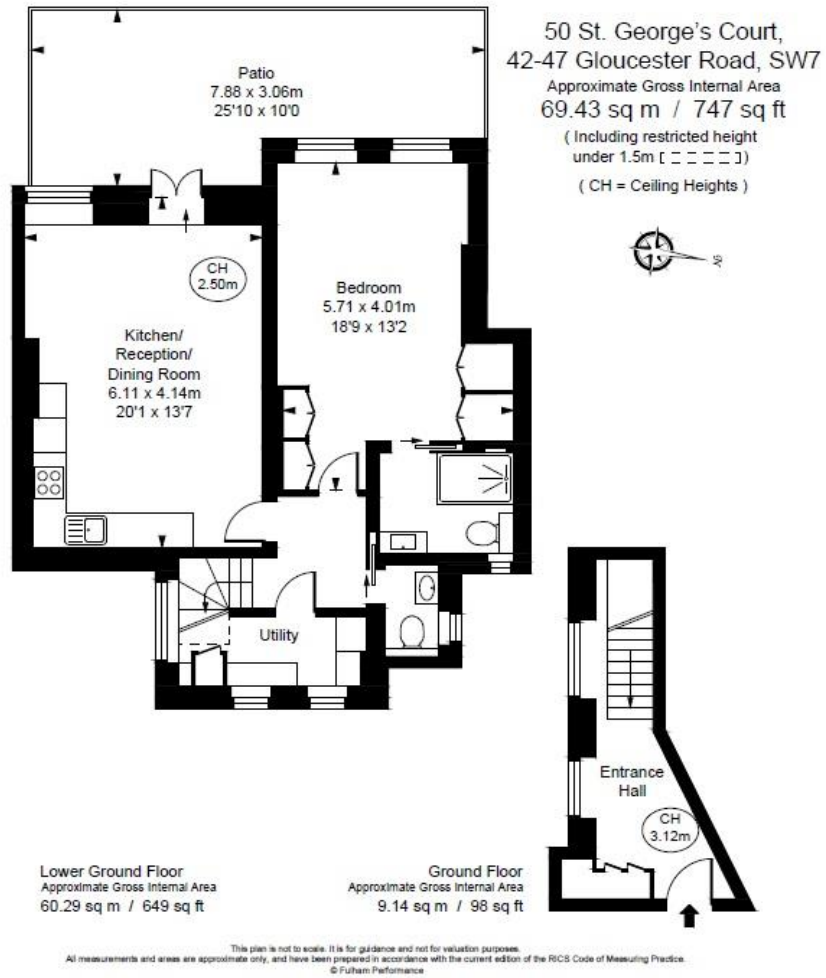 50 St. George's Court,
42-47 Gloucester Road, SW7
Approximate Gross Internal Area
69.43 sq m / 747 sq ft
( Including restricted height
under 1.5m [ ] )
( CH = Ceiling Heights )
N
Patio
7.88 x 3.06m
25'10 x 10'0
CH
2.50m
Bedroom
5.71 x 4.01m
18'9 x 13'2
Kitchen/
Reception/
Dining Room
6.11 x 4.14m
20'1 x 13'7
Utility
Entrance
Hall
CH
3.12m
Lower Ground Floor
Approximate Gross Internal Area
60.29 sq m / 649 sq ft
Ground Floor
Approximate Gross Internal Area
9.14 sq m / 98 sq ft
This plan is not to scale. It is for guidance and not for valuation purposes.
All measurements and areas are approximate only, and have been prepared in accordance with the current edition of the RICS Code of Measuring Practice.
© Fulham Performance